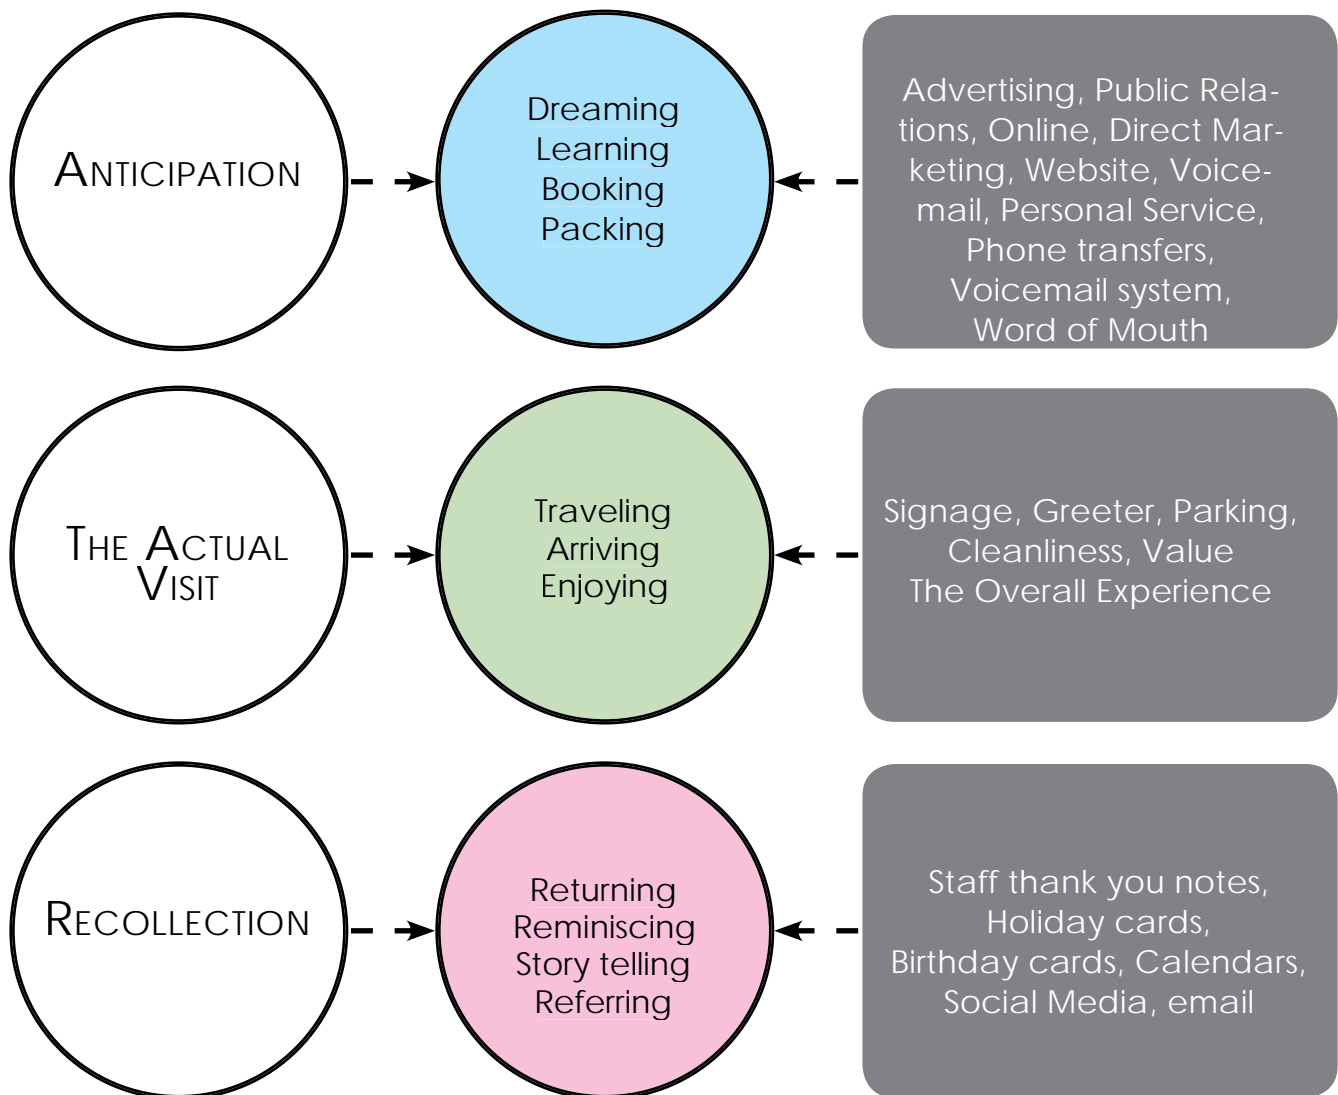 ANTICIPATION
Dreaming
Learning
Booking
Packing
Advertising, Public Rela-
tions, Online, Direct Mar-
keting, Website, Voice-
mail, Personal Service,
Phone transfers,
Voicemail system,
Word of Mouth
THE ACTUAL
VISIT
Traveling
Arriving
Enjoying
Signage, Greeter, Parking,
Cleanliness, Value
The Overall Experience
RECOLLECTION
Returning
Reminiscing
Story telling
Referring
Staff thank you notes,
Holiday cards,
Birthday cards, Calendars,
Social Media, email